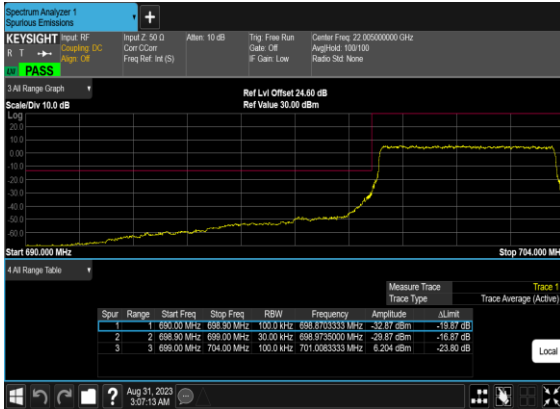 Spectrum Analyzer 1
Spurious Emissions
KEYSIGHT Input: RF Input Z: 50 Ω Atten: 10 dB Trig: Free Run Center Freq: 22.005000000 GHz
R T Coupling: DC Corr CCorr Gate: Off Avg|Hold: 100/100
Align: Off Freq Ref: Int (S) IF Gain: Low Radio Std: None
PASS
3 All Range Graph
Ref Lvl Offset 24.60 dB
Scale/Div 10.0 dB Ref Value 30.00 dBm
Log
20.0
10.0
0.00
-10.0
-20.0
-30.0
-40.0
-50.0
-60.0
Start 690.000 MHz Stop 704.000 MHz
4 All Range Table
Measure Trace Trace 1
Trace Type Trace Average (Active)
Spur Range Start Freq Stop Freq RBW Frequency Amplitude ΔLimit
1 1 690.00 MHz 698.90 MHz 100.0 kHz 698.8703333 MHz -32.87 dBm -19.87 dB
2 2 698.90 MHz 699.00 MHz 30.00 kHz 698.9735000 MHz -29.87 dBm -16.87 dB
3 3 699.00 MHz 704.00 MHz 100.0 kHz 701.0083333 MHz 6.204 dBm -23.80 dB
Local
Aug 31, 2023
3:07:13 AM